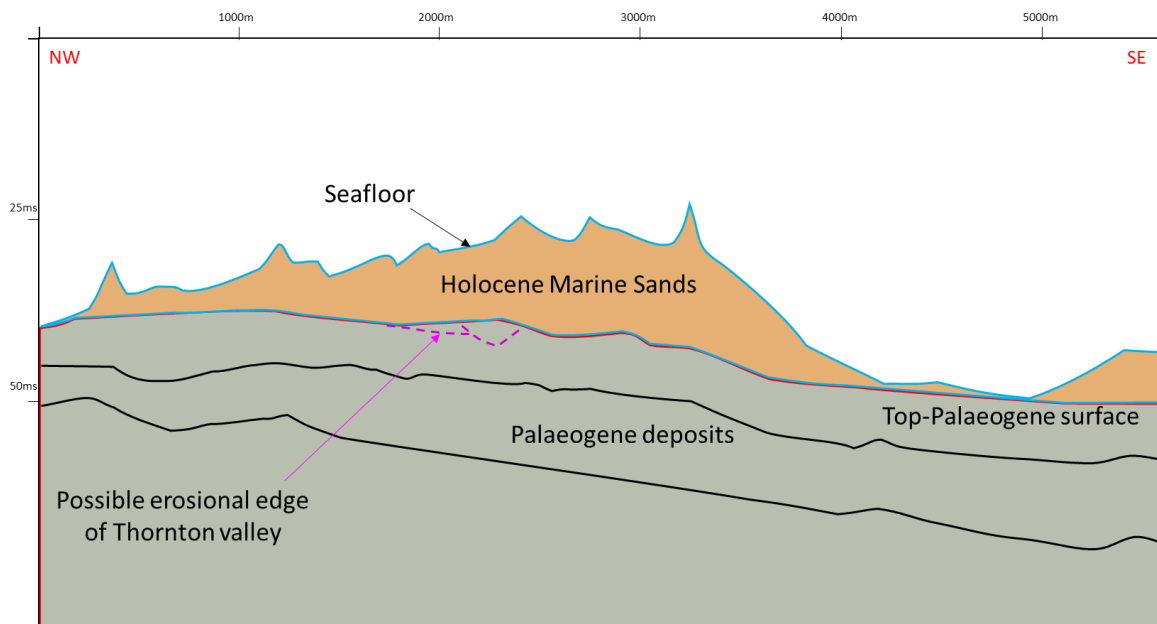 1000m 2000m 3000m 4000m 5000m
NW SE
Seafloor
25ms
Holocene Marine Sands
50ms
Top-Palaeogene surface
Palaeogene deposits
Possible erosional edge
of Thornton valley